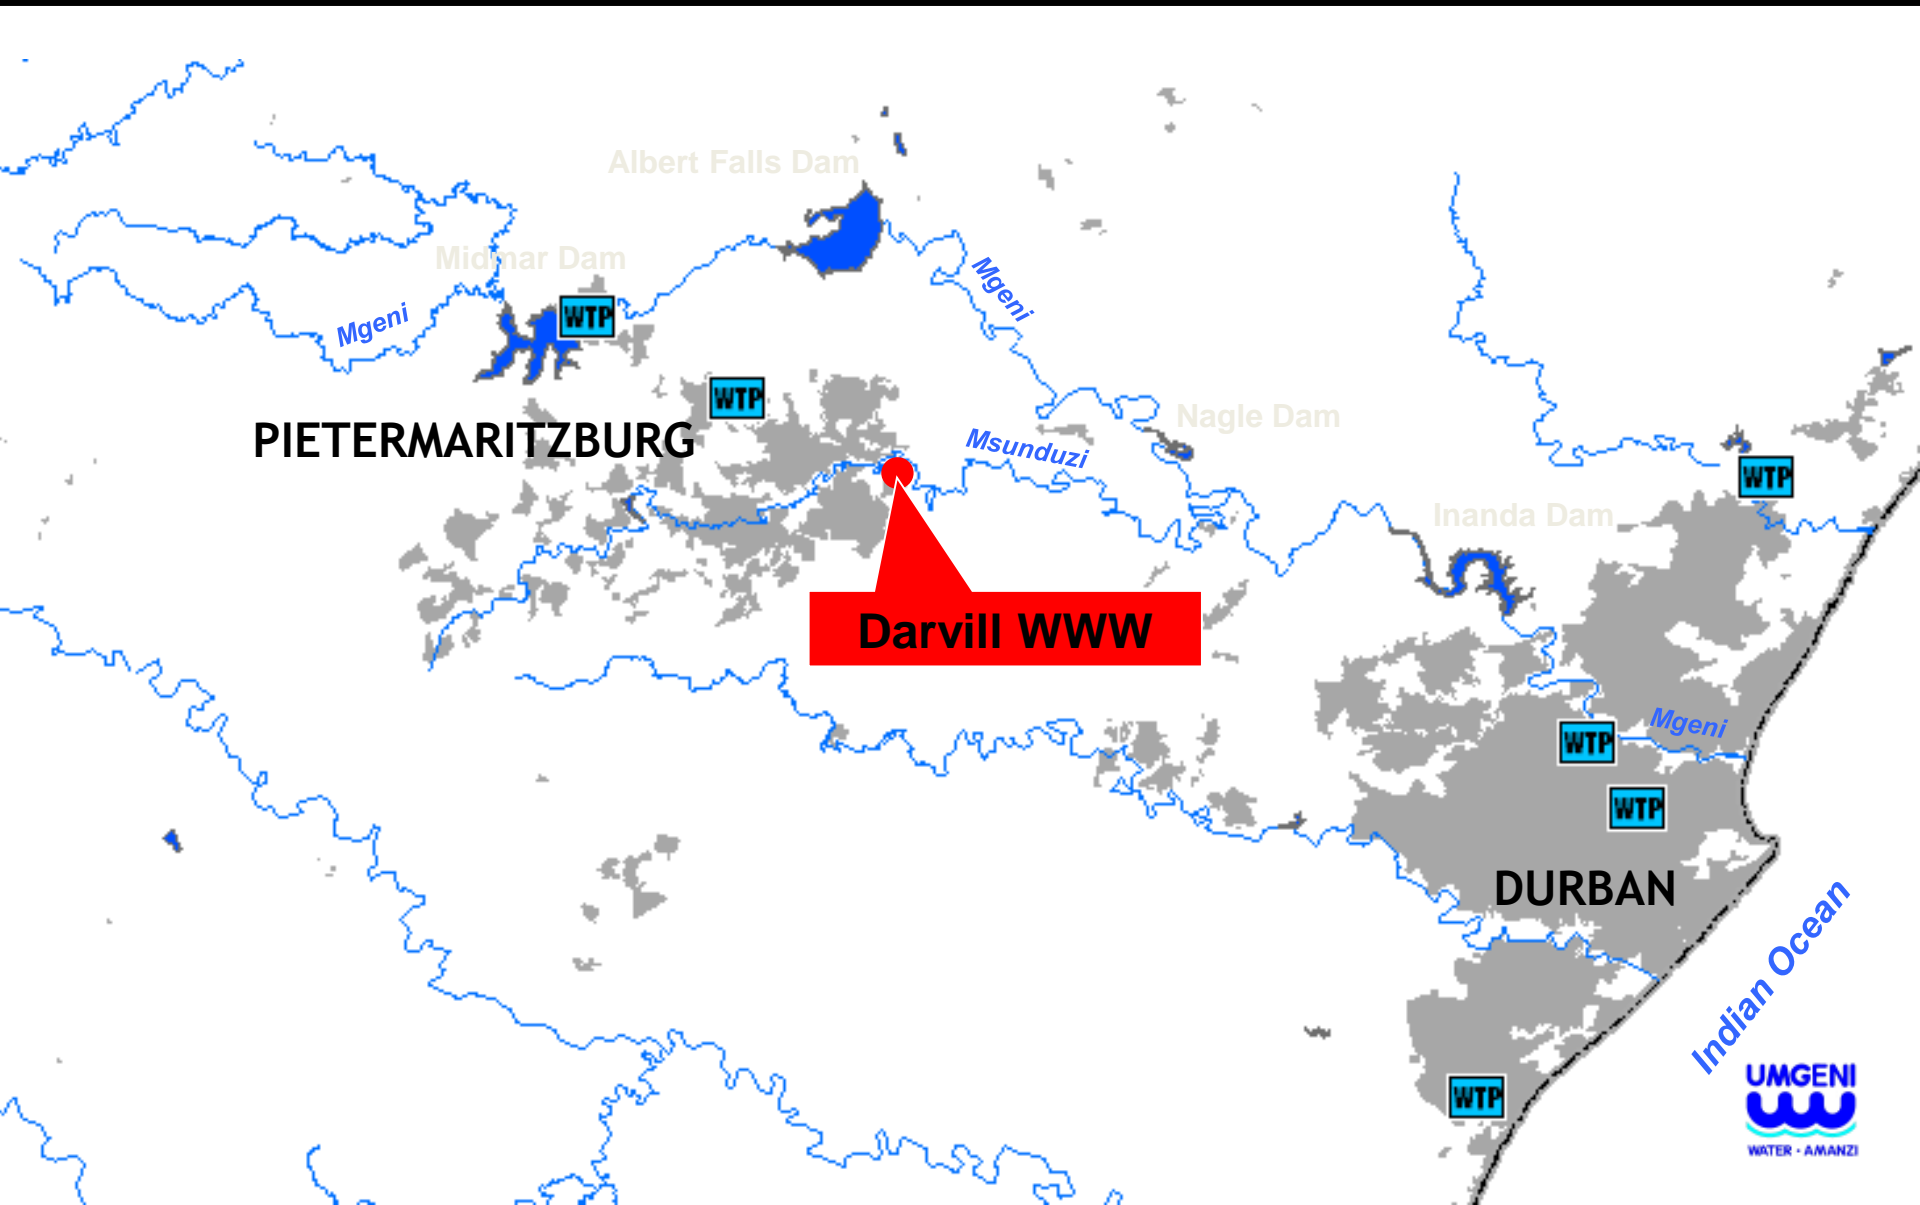 Albert Falls Dam
Midmar Dam
Mgeni
Mgeni
WTP
WTP
PIETERMARITZBURG
Msunduzi
Nagle Dam
WTP
Inanda Dam
Darvill WWW
Mgeni
WTP
WTP
DURBAN
Indian Ocean
WTP
UMGENI
WATER · AMANZI